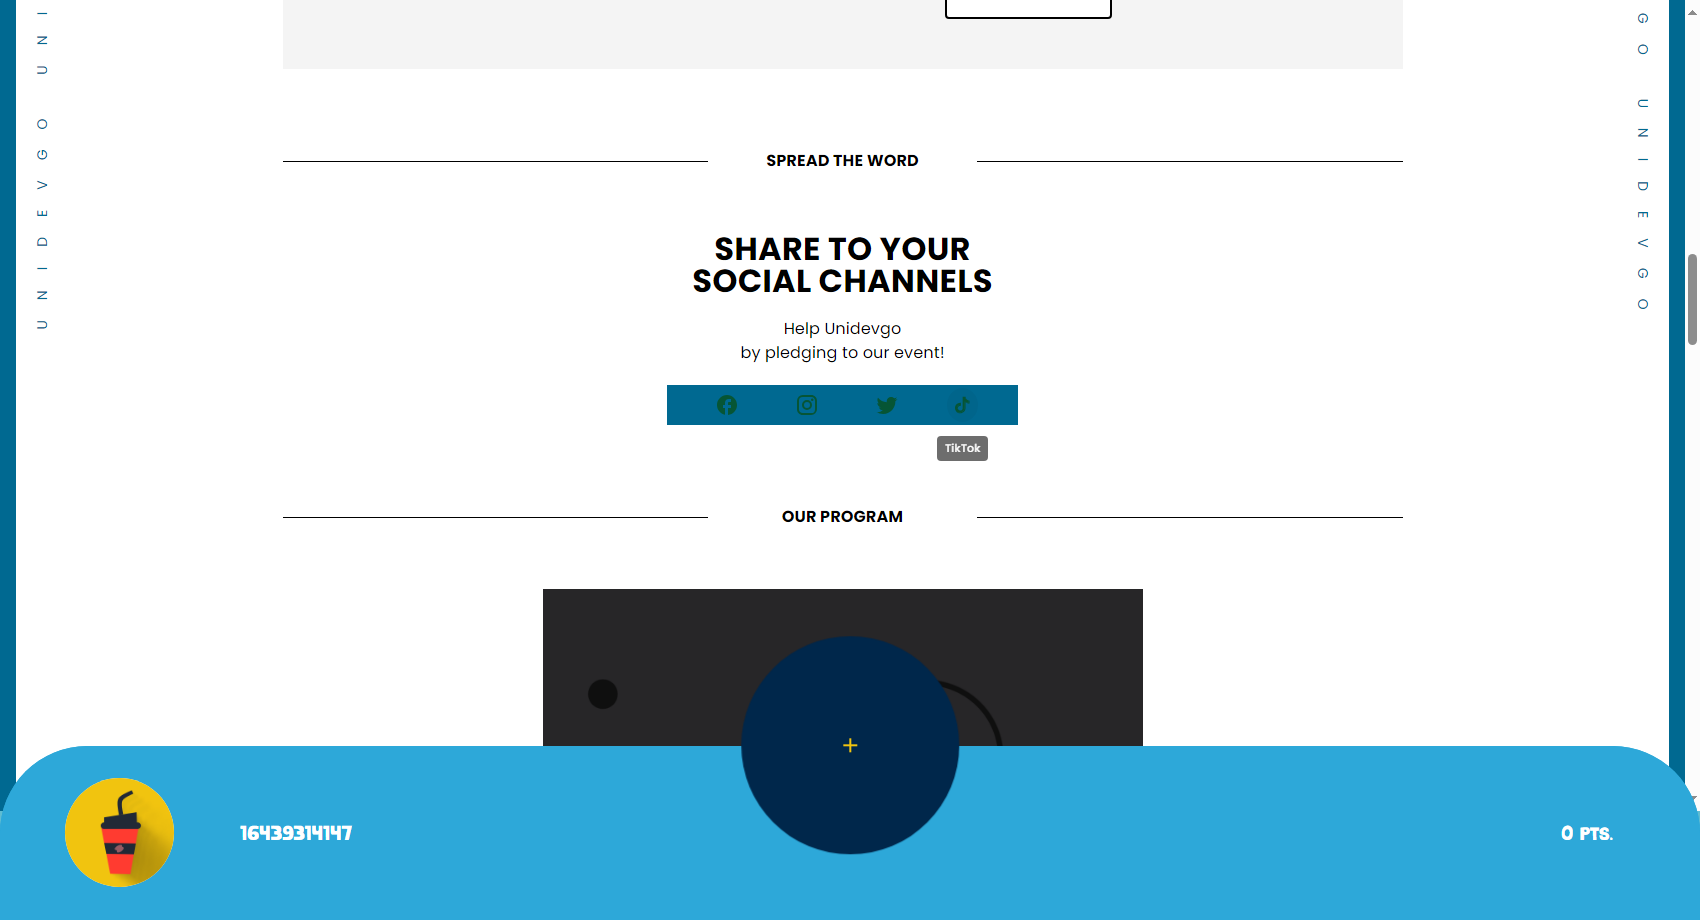 UNIDEVGO UNI
GO UNIDEVGO
SPREAD THE WORD
SHARE TO YOUR
SOCIAL CHANNELS
Help Unidevgo
by pledging to our event!
TikTok
OUR PROGRAM
+
16439314147
0 PTS.